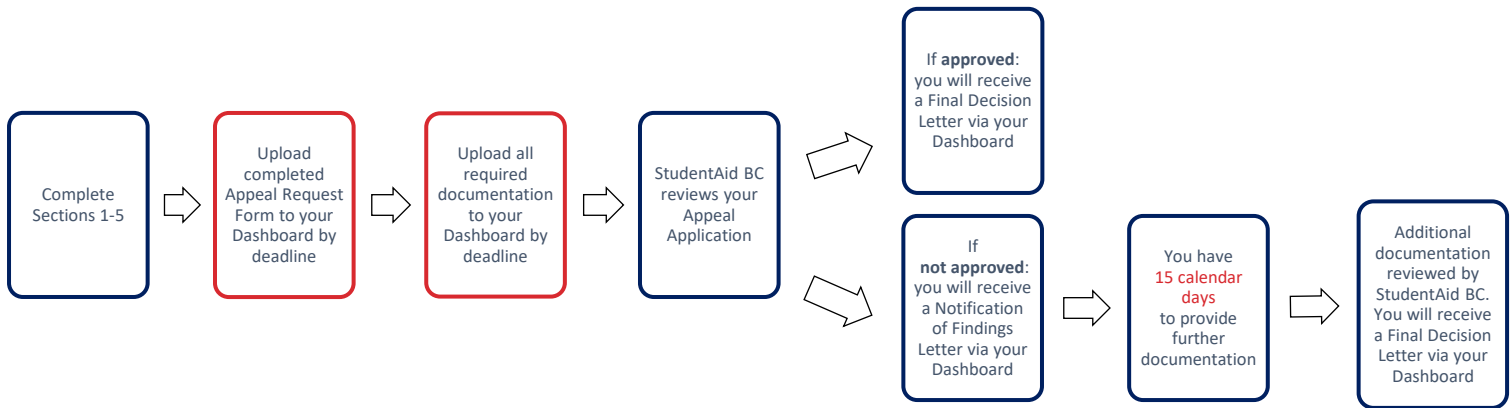 Complete
Sections 1-5
Upload
completed
Appeal Request
Form to your
Dashboard by
deadline
Upload all
required
documentation
to your
Dashboard by
deadline
StudentAid BC
reviews your
Appeal
Application
If approved:
you will receive
a Final Decision
Letter via your
Dashboard
If
not approved:
you will receive
a Notification
of Findings
Letter via your
Dashboard
You have
15 calendar
days
to provide
further
documentation
Additional
documentation
reviewed by
StudentAid BC.
You will receive
a Final Decision
Letter via your
Dashboard